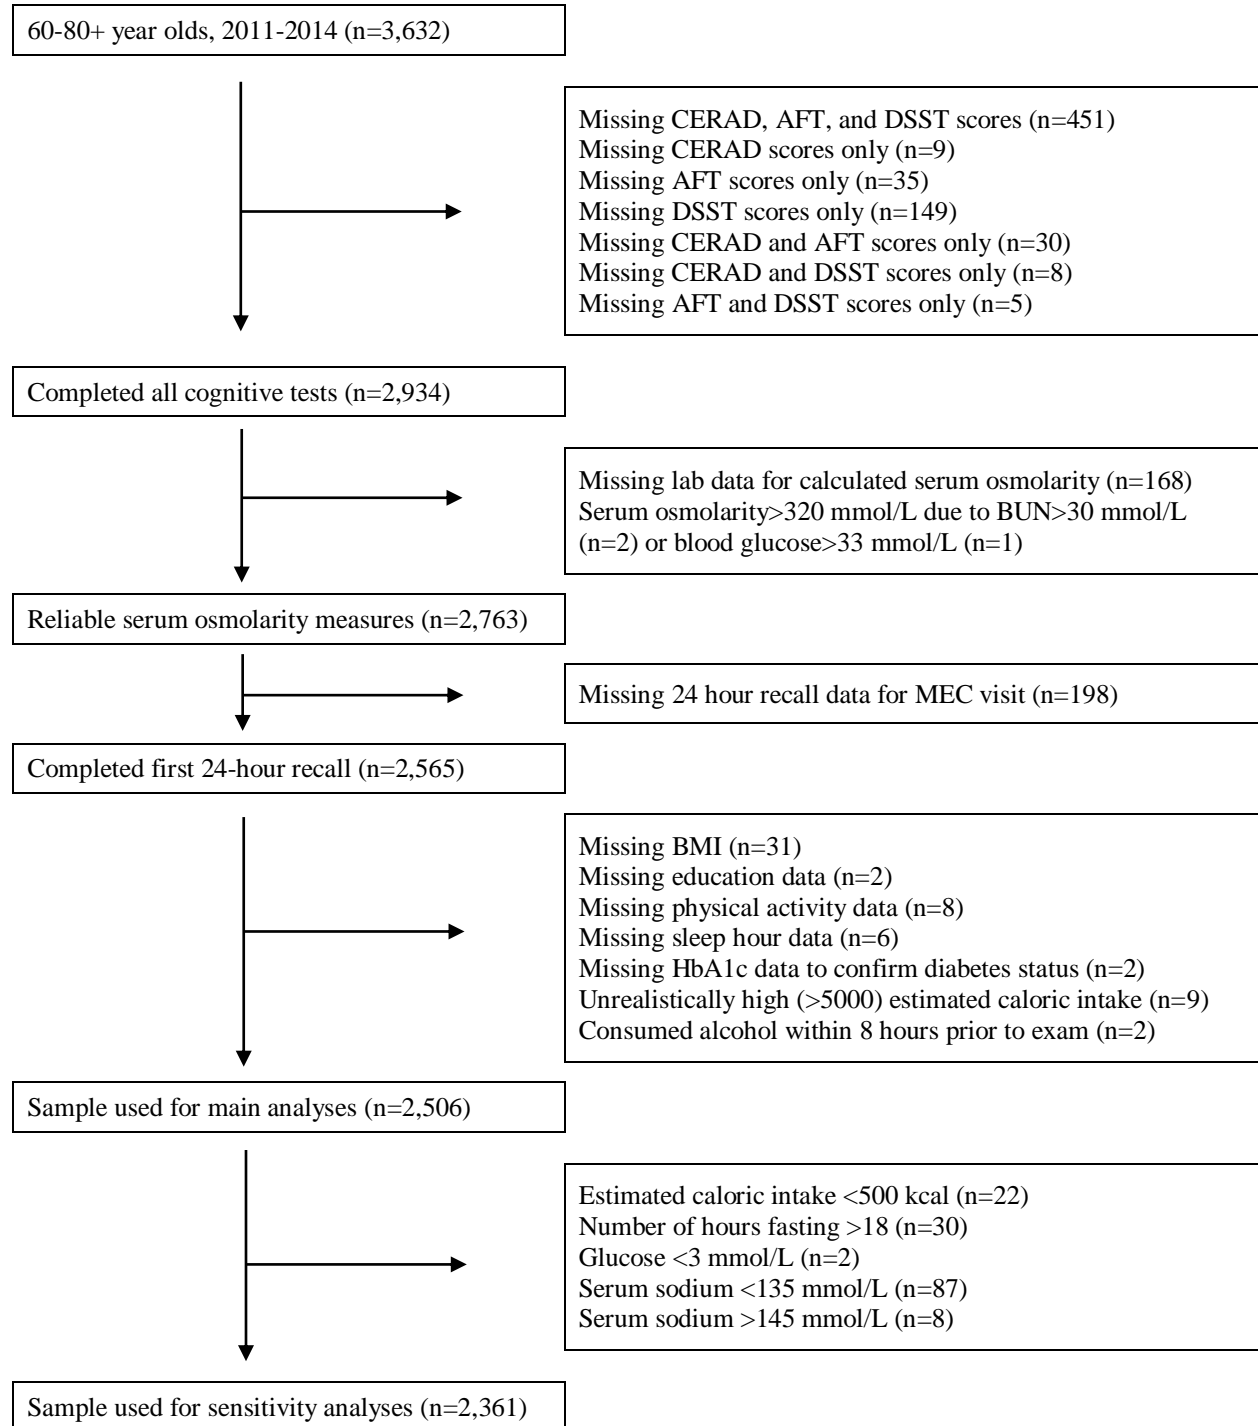 60-80+ year olds, 2011-2014 (n=3,632)
Missing CERAD, AFT, and DSST scores (n=451)
Missing CERAD scores only (n=9)
Missing AFT scores only (n=35)
Missing DSST scores only (n=149)
Missing CERAD and AFT scores only (n=30)
Missing CERAD and DSST scores only (n=8)
Missing AFT and DSST scores only (n=5)
Completed all cognitive tests (n=2,934)
Missing lab data for calculated serum osmolarity (n=168)
Serum osmolarity>320 mmol/L due to BUN>30 mmol/L
(n=2) or blood glucose>33 mmol/L (n=1)
Reliable serum osmolarity measures (n=2,763)
Missing 24 hour recall data for MEC visit (n=198)
Completed first 24-hour recall (n=2,565)
Missing BMI (n=31)
Missing education data (n=2)
Missing physical activity data (n=8)
Missing sleep hour data (n=6)
Missing HbA1c data to confirm diabetes status (n=2)
Unrealistically high (>5000) estimated caloric intake (n=9)
Consumed alcohol within 8 hours prior to exam (n=2)
Sample used for main analyses (n=2,506)
Estimated caloric intake <500 kcal (n=22)
Number of hours fasting >18 (n=30)
Glucose <3 mmol/L (n=2)
Serum sodium <135 mmol/L (n=87)
Serum sodium >145 mmol/L (n=8)
Sample used for sensitivity analyses (n=2,361)